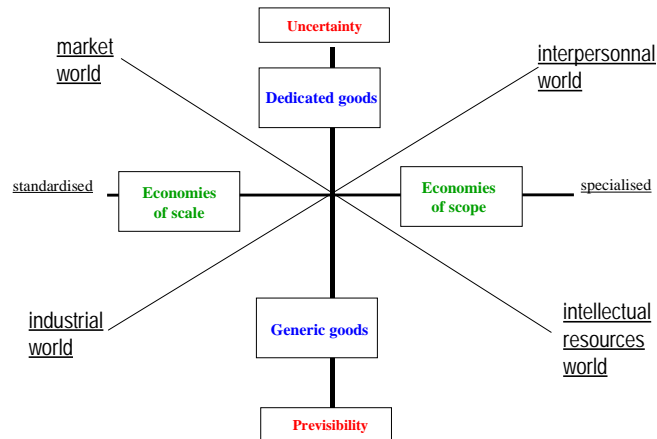 Uncertainty
market
world
interpersonnal
world
Dedicated goods
standardised
Economies
of scale
Economies
of scope
specialised
industrial
world
Generic goods
intellectual
resources
world
Previsibility